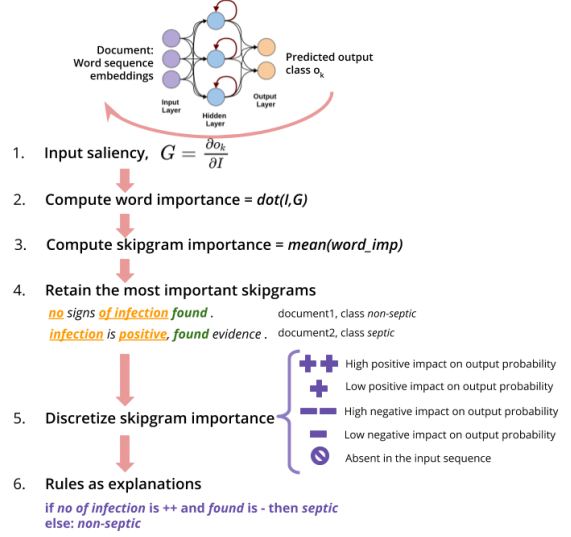 Document:
Word sequence
embeddings
Predicted output
class oₖ
Input
Layer
Hidden
Layer
Output
Layer
1. Input saliency, G = ∂oₖ/∂I
2. Compute word importance = dot(I,G)
3. Compute skipgram importance = mean(word_imp)
4. Retain the most important skipgrams
no signs of infection found . document1, class non-septic
infection is positive, found evidence . document2, class septic
++ High positive impact on output probability
+ Low positive impact on output probability
−− High negative impact on output probability
5. Discretize skipgram importance
− Low negative impact on output probability
Absent in the input sequence
6. Rules as explanations
if no of infection is ++ and found is - then septic
else: non-septic